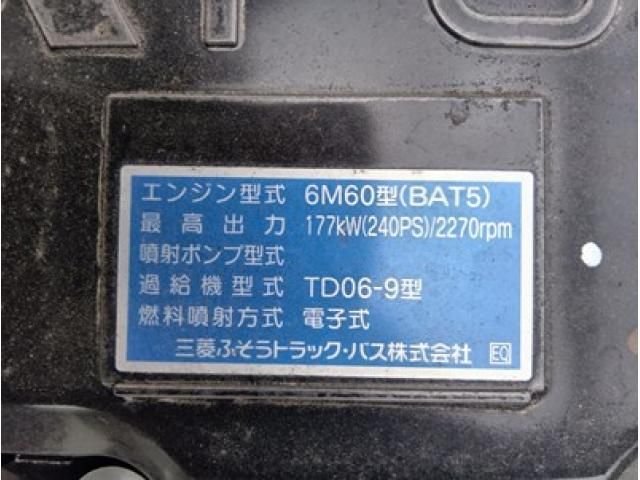 エンジン型式 6M60型(BAT5)
最高出力 177kW(240PS)/2270rpm
噴射ポンプ型式
過給機型式 TD06-9型
燃料噴射方式 電子式
三菱ふそうトラック・バス株式会社 EQ